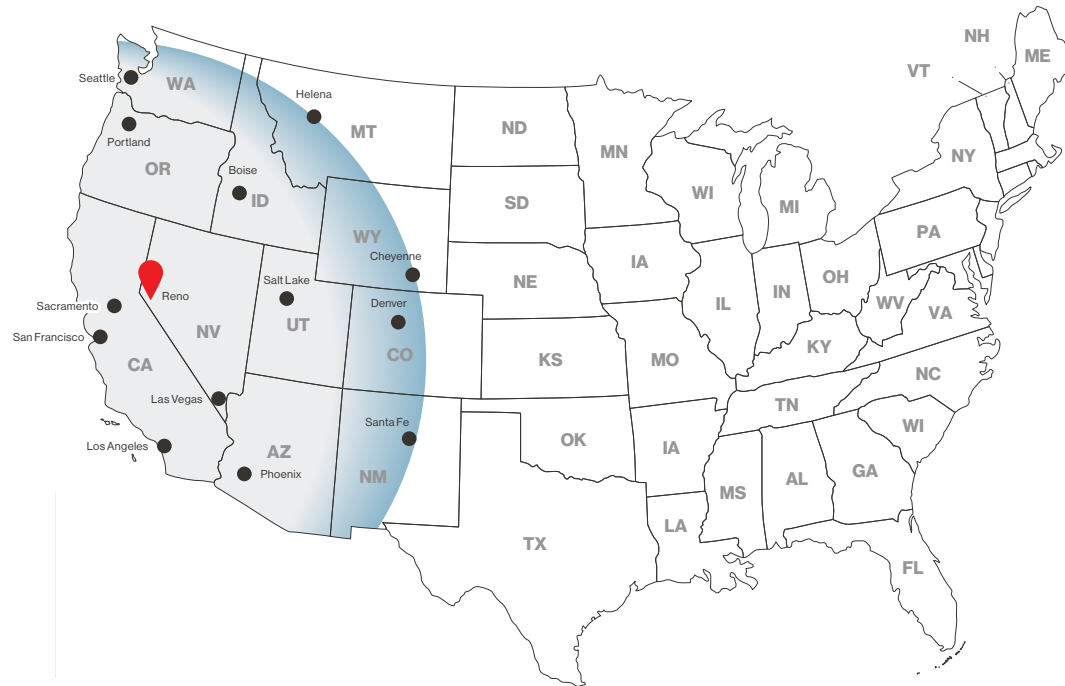 NH
ME
VT
Seattle
WA
Helena
MT
ND
MN
Portland
NY
OR
Boise
ID
SD
WI
MI
WY
Cheyenne
PA
IA
OH
NE
IL
IN
WV
VA
Reno
Salt Lake
Denver
Sacramento
San Francisco
NV
UT
CO
KS
MO
KY
CA
NC
Las Vegas
TN
Santa Fe
WI
Los Angeles
AZ
OK
IA
Phoenix
NM
MS
AL
GA
LA
TX
FL